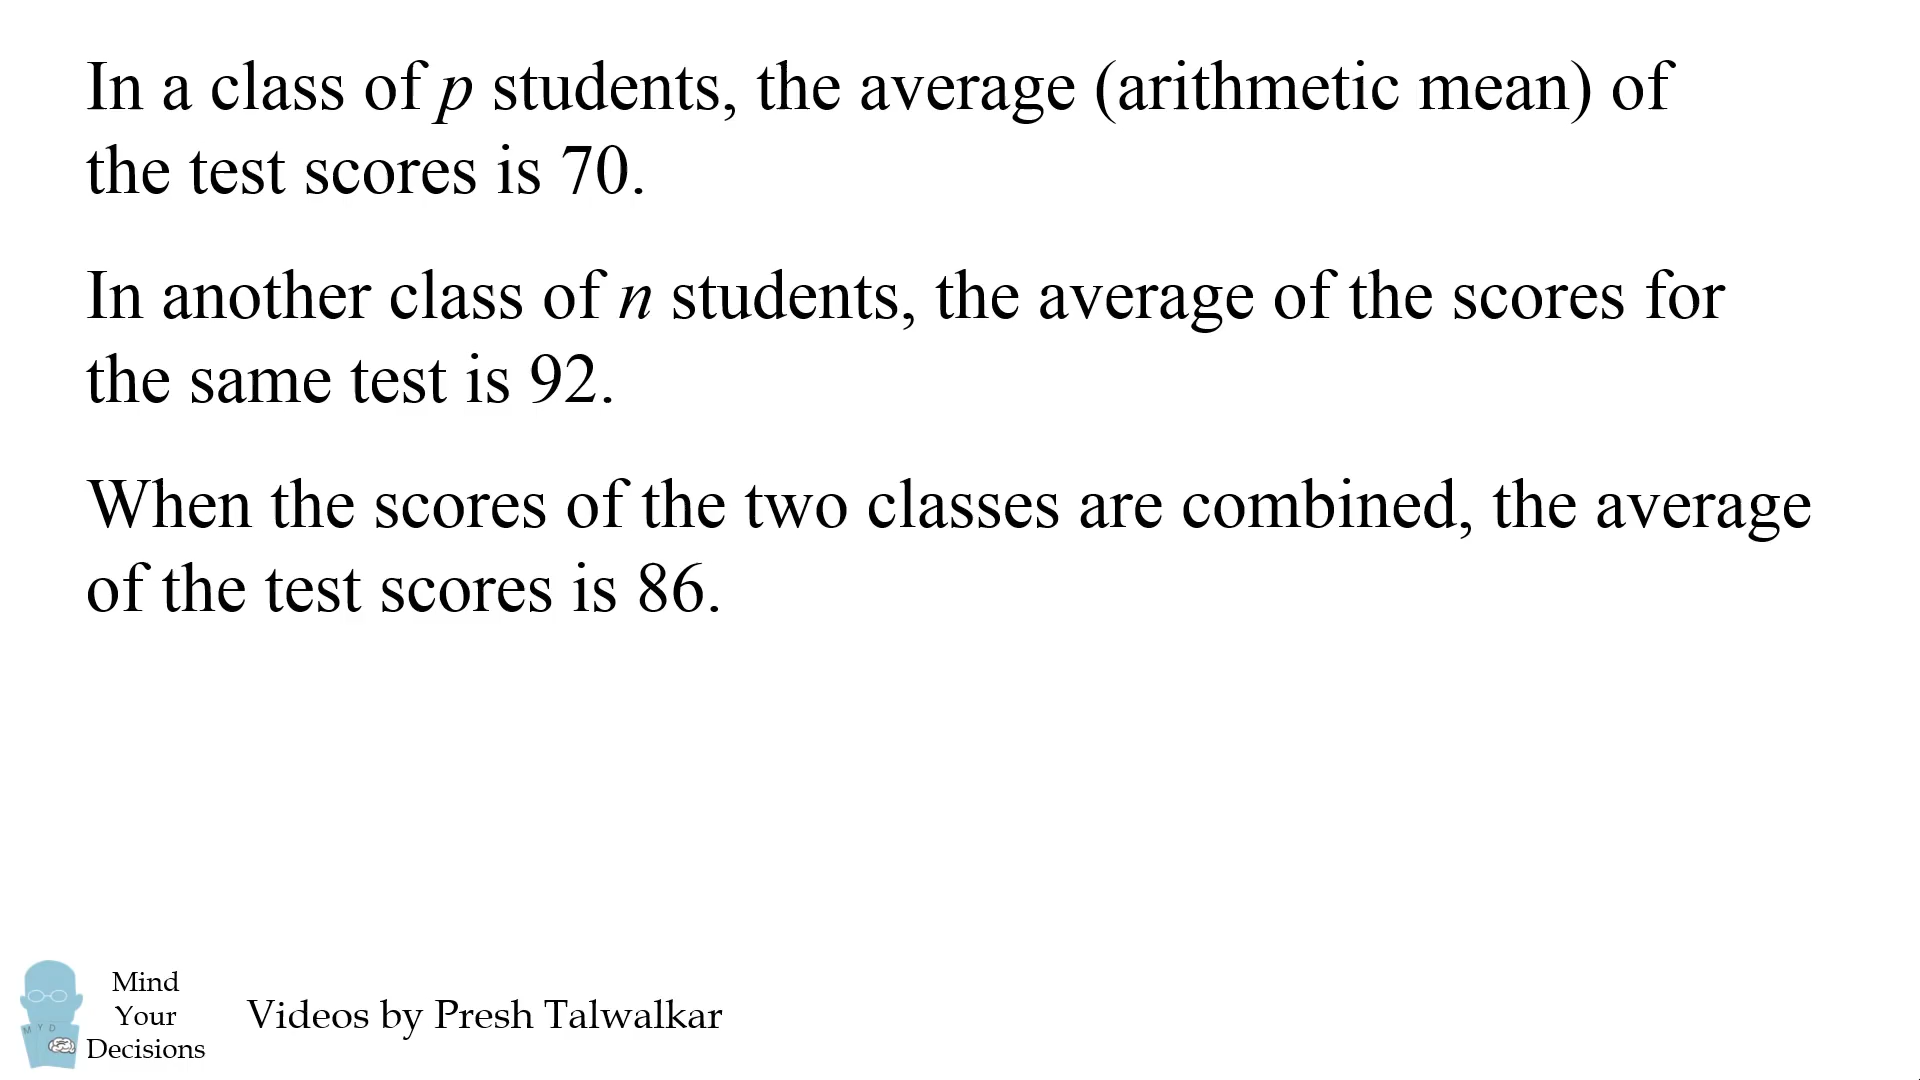 In a class of p students, the average (arithmetic mean) of
the test scores is 70.
In another class of n students, the average of the scores for
the same test is 92.
When the scores of the two classes are combined, the average
of the test scores is 86.
M Y D
Mind
Your
Decisions
Videos by Presh Talwalkar